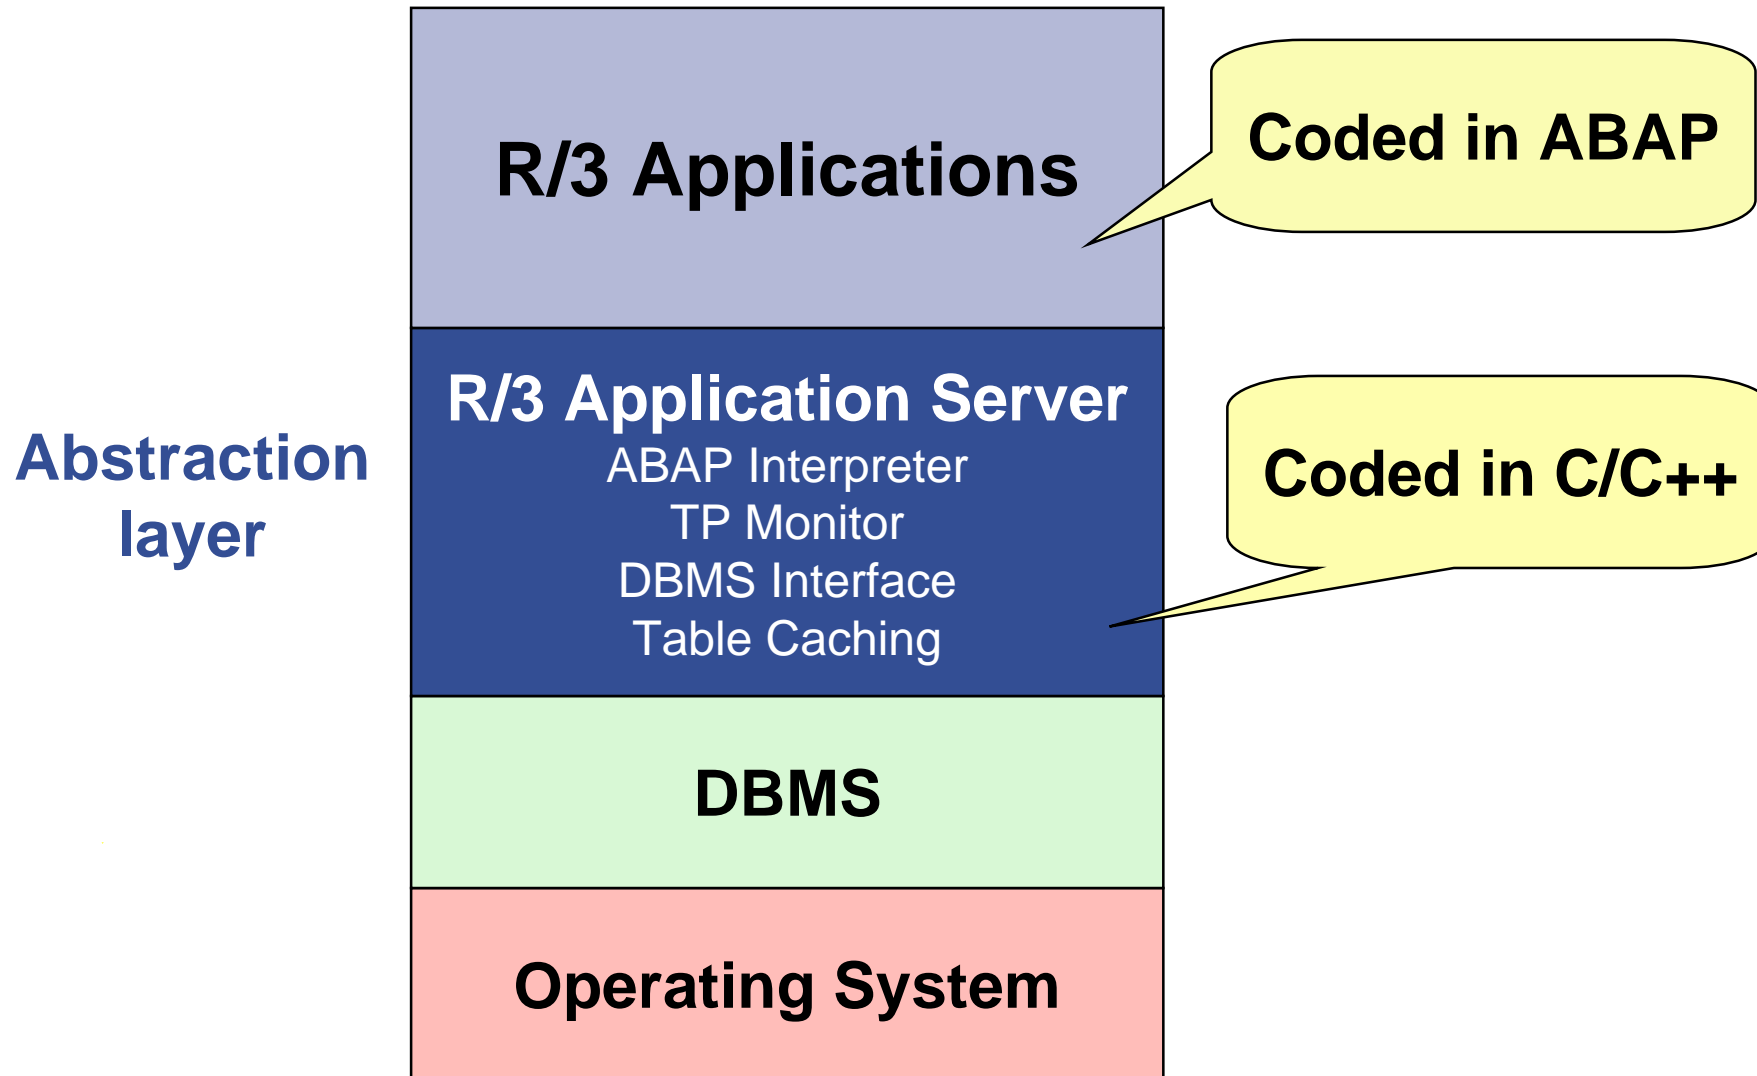 R/3 Applications
Coded in ABAP
Abstraction
layer
R/3 Application Server
ABAP Interpreter
TP Monitor
DBMS Interface
Table Caching
Coded in C/C++
DBMS
Operating System